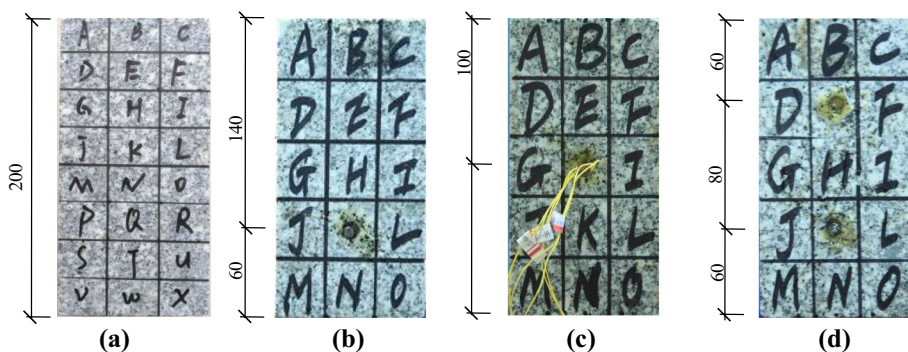 200
A B C
D E F
G H I
J K L
M N O
P Q R
S T U
V W X
(a)
140
60
A B C
D E F
G H I
J L
M N O
(b)
100
A B C
D E F
G I
K L
N O
(c)
60
80
60
A B C
D F
G H I
J L
M N O
(d)